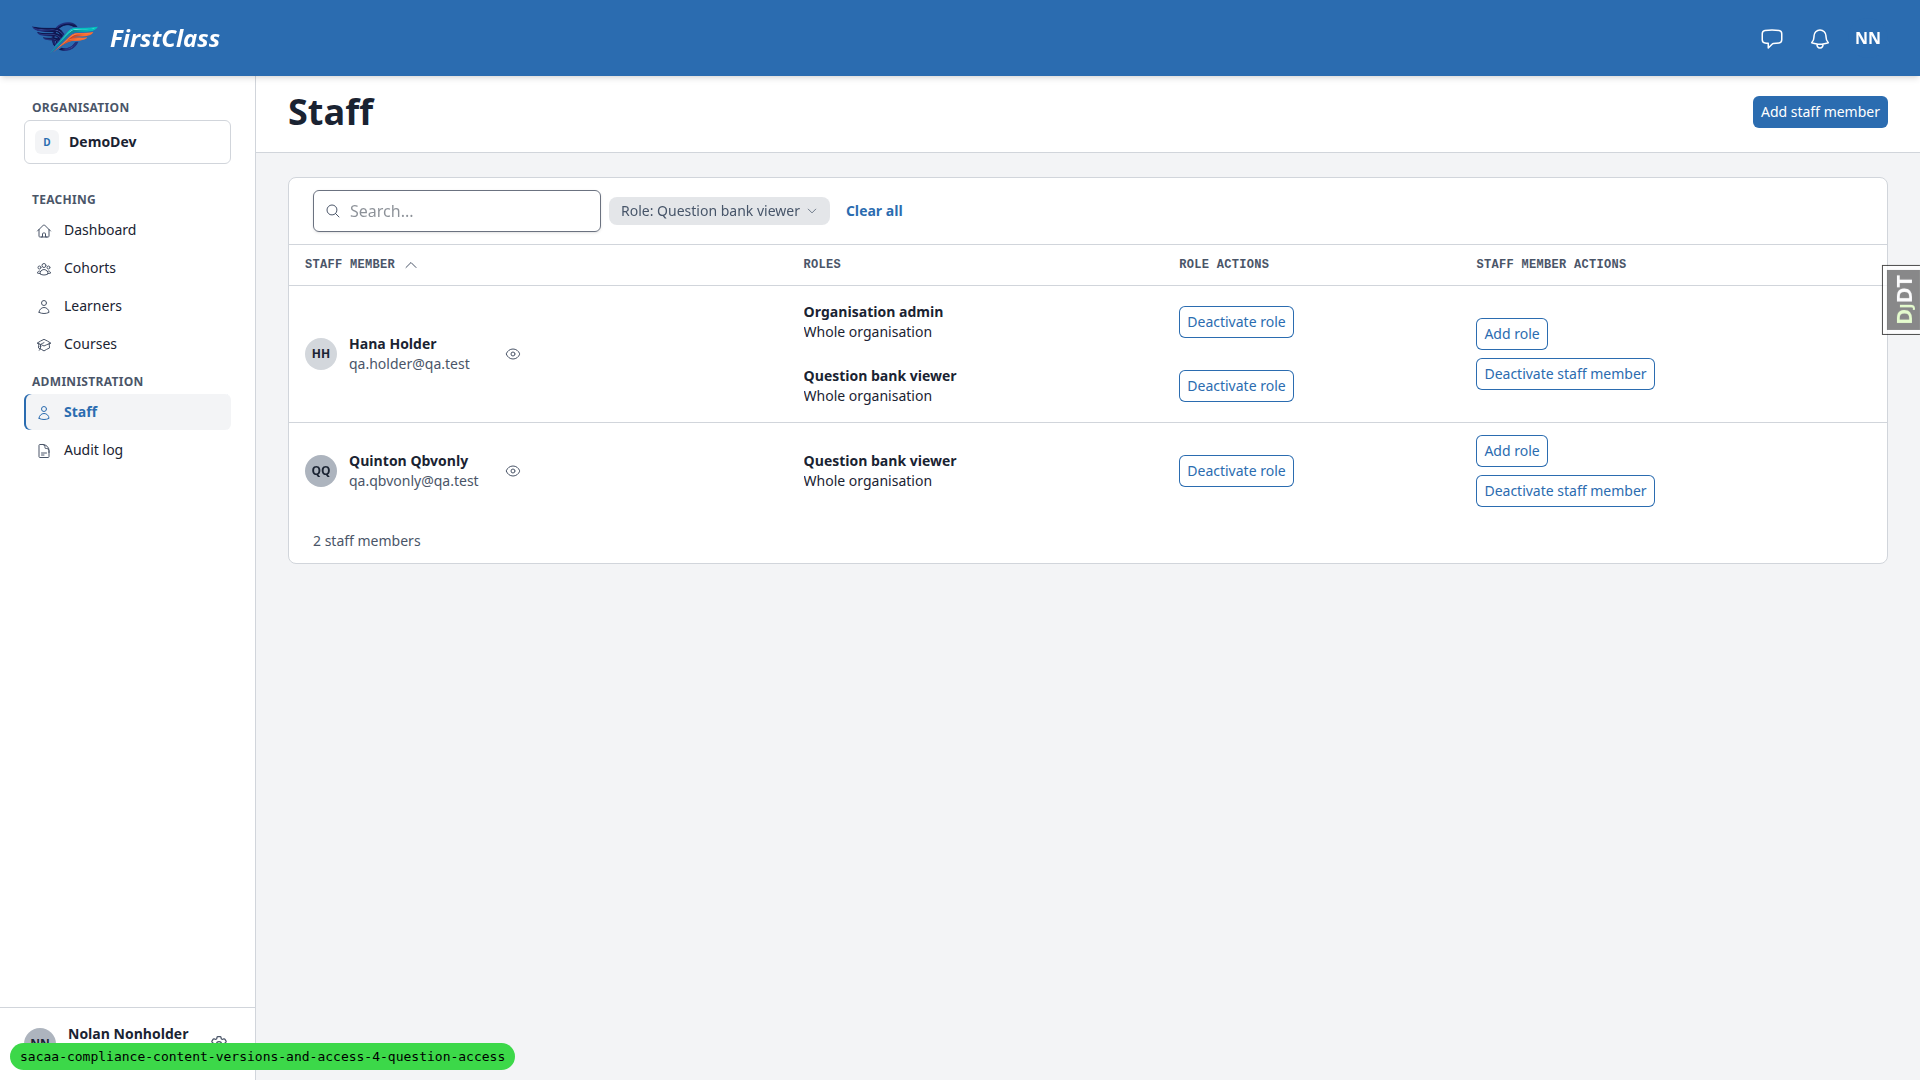 FirstClass
NN
ORGANISATION
D DemoDev
TEACHING
Dashboard
Cohorts
Learners
Courses
ADMINISTRATION
Staff
Audit log
Nolan Nonholder
sacaa-compliance-content-versions-and-access-4-question-access
Staff
Add staff member
Search...
Role: Question bank viewer
Clear all
STAFF MEMBER ROLES ROLE ACTIONS STAFF MEMBER ACTIONS
HH
Hana Holder
qa.holder@qa.test
Organisation admin
Whole organisation
Deactivate role
Question bank viewer
Whole organisation
Deactivate role
Add role
Deactivate staff member
QQ
Quinton Qbvonly
qa.qbvonly@qa.test
Question bank viewer
Whole organisation
Deactivate role
Add role
Deactivate staff member
2 staff members
DjDT